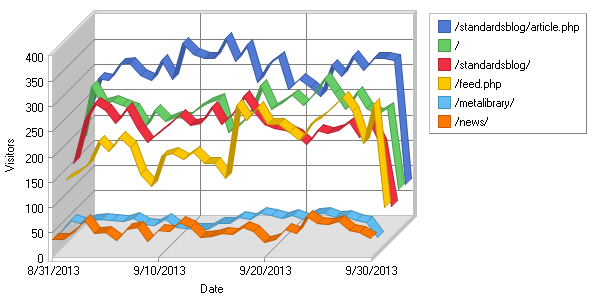 400
350
300
250
200
150
100
50
0
Visitors
8/31/2013
9/10/2013
9/20/2013
9/30/2013
Date
/standardsblog/article.php
/
/standardsblog/
/feed.php
/metalibrary/
/news/